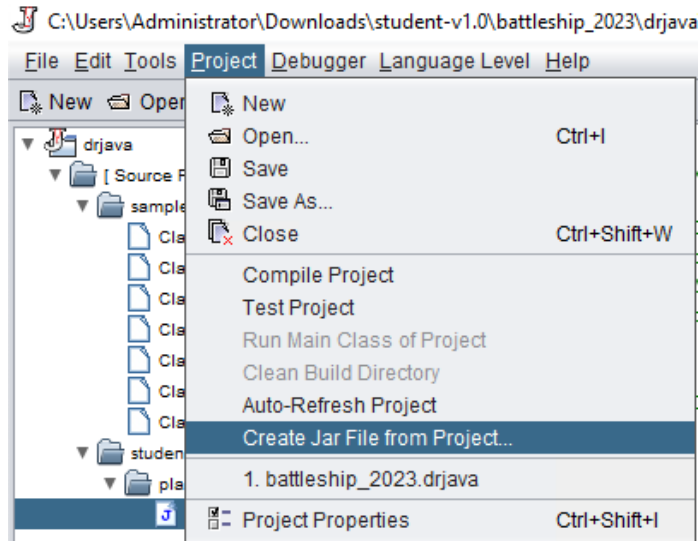 C:\Users\Administrator\Downloads\student-v1.0\battleship_2023\drjava
File Edit Tools Project Debugger Language Level Help
New Open
drjava
[ Source
sample
Cla
Cla
Cla
Cla
Cla
Cla
Cla
studen
pla
New
Open... Ctrl+I
Save
Save As...
Close Ctrl+Shift+W
Compile Project
Test Project
Run Main Class of Project
Clean Build Directory
Auto-Refresh Project
Create Jar File from Project...
1. battleship_2023.drjava
Project Properties Ctrl+Shift+I